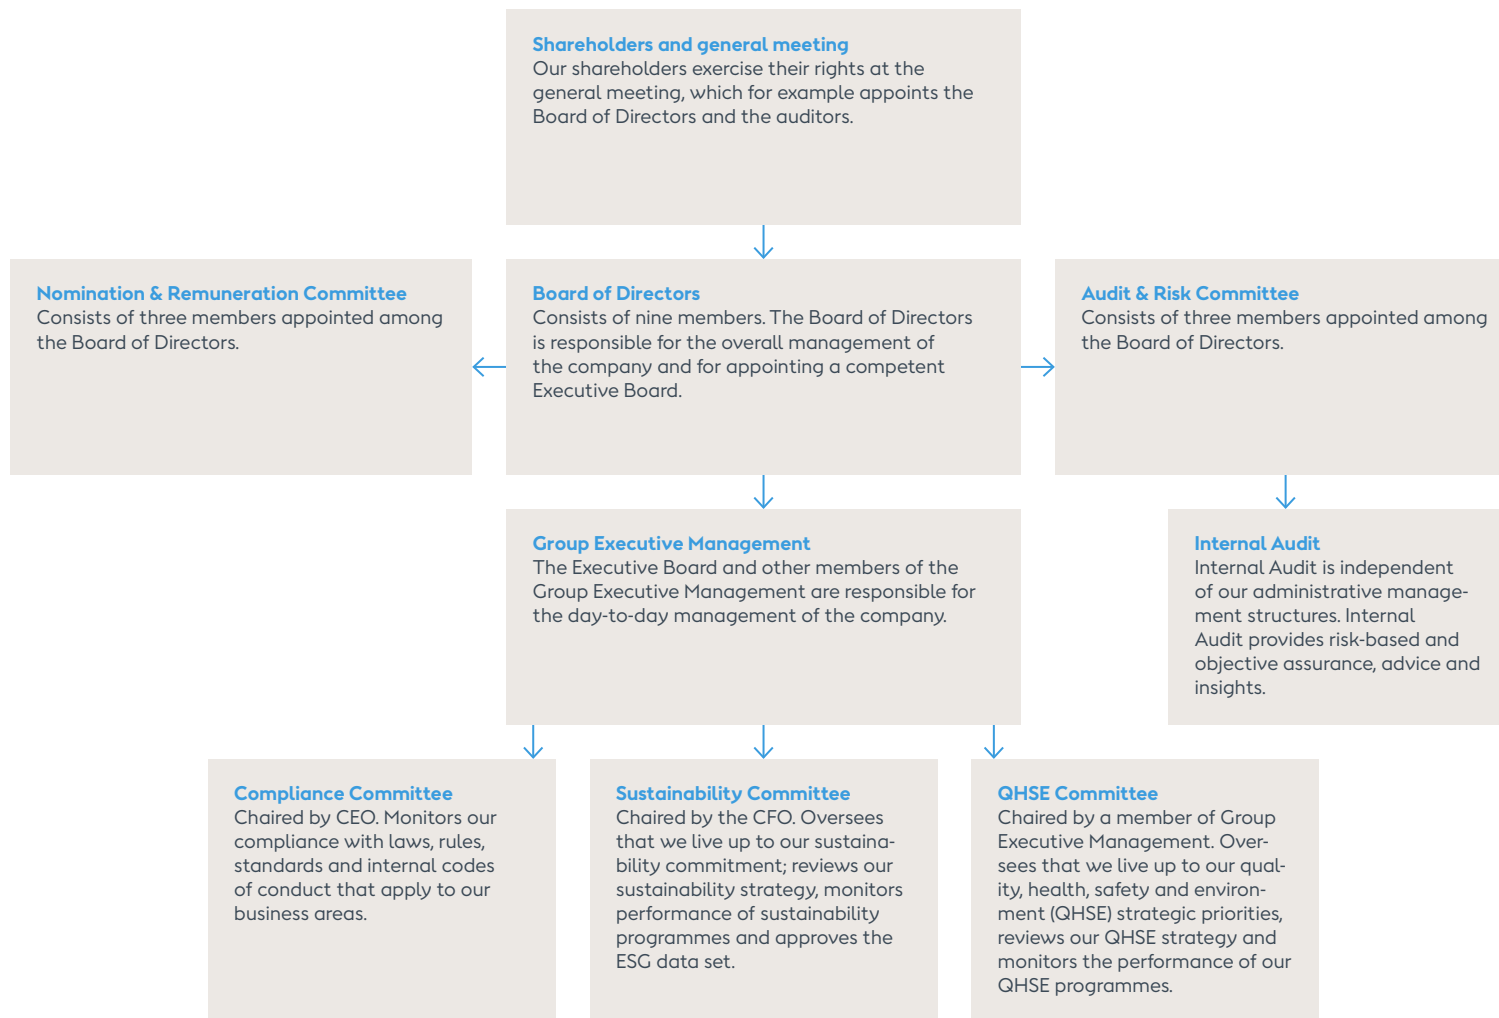 Shareholders and general meeting
Our shareholders exercise their rights at the
general meeting, which for example appoints the
Board of Directors and the auditors.
Nomination & Remuneration Committee
Consists of three members appointed among
the Board of Directors.
Board of Directors
Consists of nine members. The Board of Directors
is responsible for the overall management of
the company and for appointing a competent
Executive Board.
Audit & Risk Committee
Consists of three members appointed among
the Board of Directors.
Group Executive Management
The Executive Board and other members of the
Group Executive Management are responsible for
the day-to-day management of the company.
Internal Audit
Internal Audit is independent
of our administrative manage-
ment structures. Internal
Audit provides risk-based and
objective assurance, advice and
insights.
Compliance Committee
Chaired by CEO. Monitors our
compliance with laws, rules,
standards and internal codes
of conduct that apply to our
business areas.
Sustainability Committee
Chaired by the CFO. Oversees
that we live up to our sustaina-
bility commitment; reviews our
sustainability strategy, monitors
performance of sustainability
programmes and approves the
ESG data set.
QHSE Committee
Chaired by a member of Group
Executive Management. Over-
sees that we live up to our qual-
ity, health, safety and environ-
ment (QHSE) strategic priorities,
reviews our QHSE strategy and
monitors the performance of our
QHSE programmes.